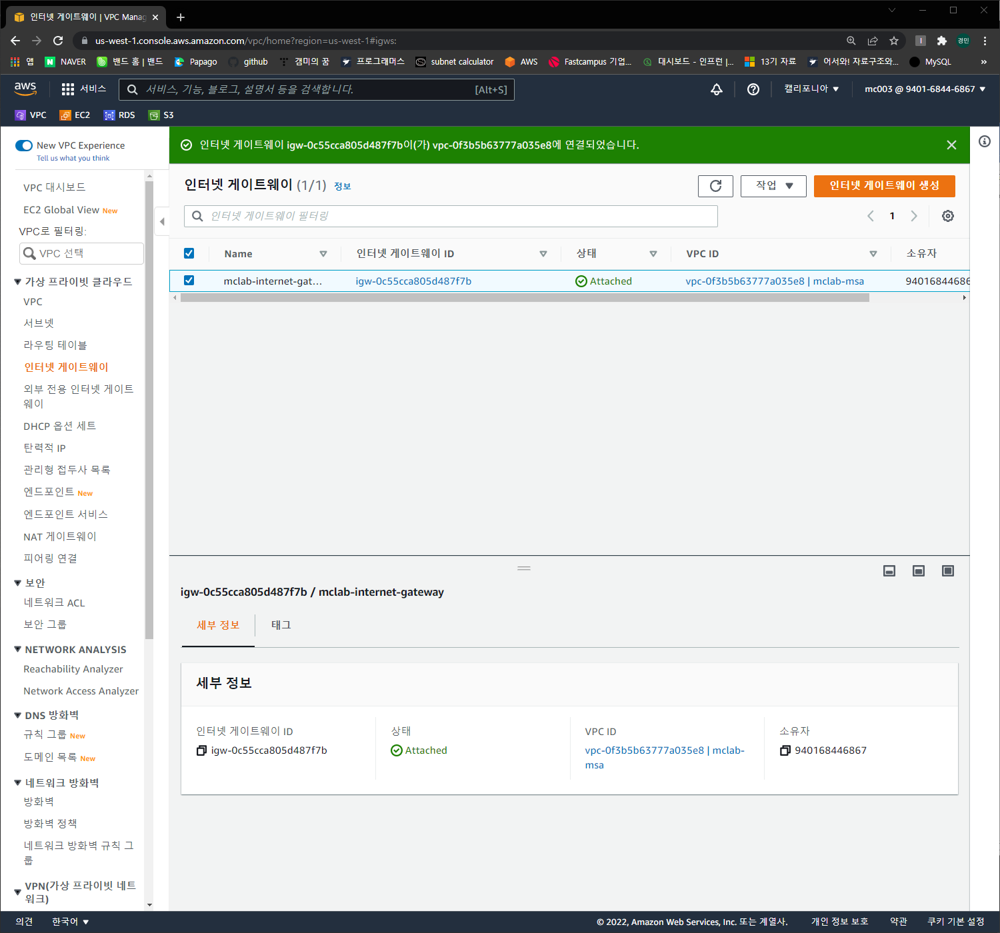 인터넷 게이트웨이 | VPC Manag
us-west-1.console.aws.amazon.com/vpc/home?region=us-west-1#igws:
경민
앱 NAVER 밴드 홈 | 밴드 Papago github 캠미의 꿈 프로그래머스 subnet calculator AWS Fastcampus 기업... 대시보드 - 인프런 |... 13기 자료 어서와! 자료구조와... MySQL »
aws 서비스 서비스, 기능, 블로그, 설명서 등을 검색합니다. [Alt+S] 캘리포니아 mc003 @ 9401-6844-6867
VPC EC2 RDS S3
New VPC Experience
Tell us what you think
VPC 대시보드
EC2 Global View New
VPC로 필터링:
VPC 선택
가상 프라이빗 클라우드
VPC
서브넷
라우팅 테이블
인터넷 게이트웨이
외부 전용 인터넷 게이트
웨이
DHCP 옵션 세트
탄력적 IP
관리형 접두사 목록
엔드포인트 New
엔드포인트 서비스
NAT 게이트웨이
피어링 연결
보안
네트워크 ACL
보안 그룹
NETWORK ANALYSIS
Reachability Analyzer
Network Access Analyzer
DNS 방화벽
규칙 그룹 New
도메인 목록 New
네트워크 방화벽
방화벽
방화벽 정책
네트워크 방화벽 규칙 그
룹
VPN(가상 프라이빗 네트
워크)
인터넷 게이트웨이 igw-0c55cca805d487f7b이(가) vpc-0f3b5b63777a035e8에 연결되었습니다.
인터넷 게이트웨이 (1/1) 정보
작업
인터넷 게이트웨이 생성
인터넷 게이트웨이 필터링
1
Name 인터넷 게이트웨이 ID 상태 VPC ID 소유자
mclab-internet-gat... igw-0c55cca805d487f7b Attached vpc-0f3b5b63777a035e8 | mclab-msa 94016844686
igw-0c55cca805d487f7b / mclab-internet-gateway
세부 정보 태그
세부 정보
인터넷 게이트웨이 ID
igw-0c55cca805d487f7b
상태
Attached
VPC ID
vpc-0f3b5b63777a035e8 | mclab-
msa
소유자
940168446867
의견 한국어 © 2022, Amazon Web Services, Inc. 또는 계열사. 개인 정보 보호 약관 쿠키 기본 설정